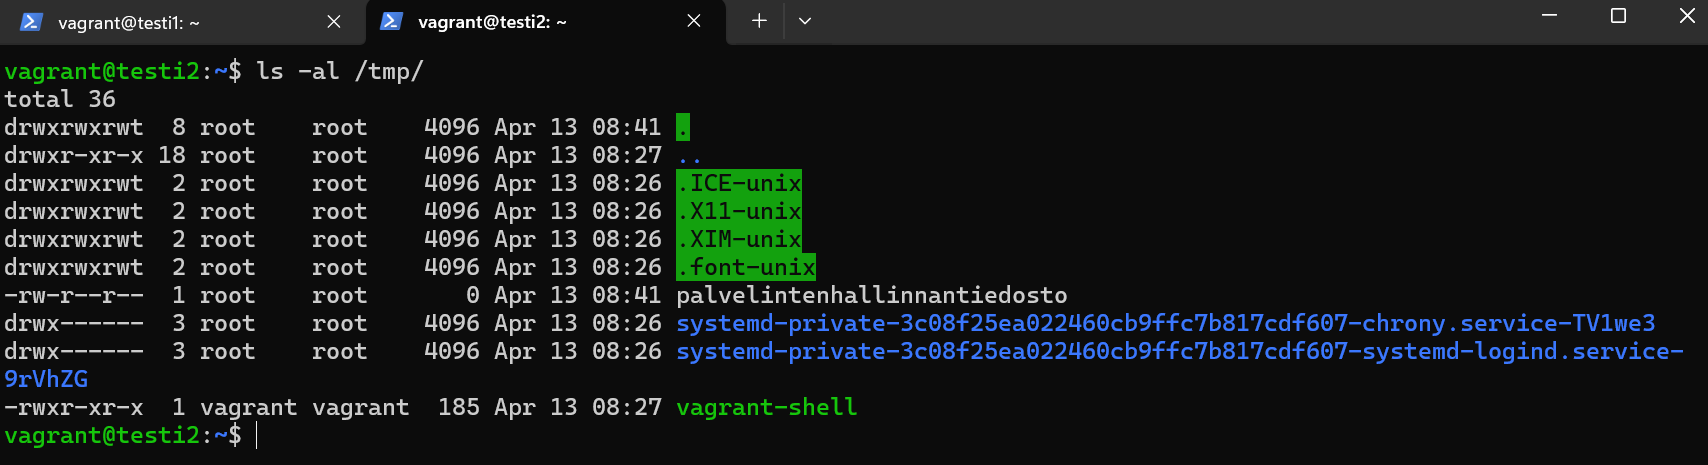 vagrant@testi1: ~
vagrant@testi2: ~
vagrant@testi2:~$ ls -al /tmp/
total 36
drwxrwxrwt  8 root    root    4096 Apr 13 08:41 .
drwxr-xr-x 18 root    root    4096 Apr 13 08:27 ..
drwxrwxrwt  2 root    root    4096 Apr 13 08:26 .ICE-unix
drwxrwxrwt  2 root    root    4096 Apr 13 08:26 .X11-unix
drwxrwxrwt  2 root    root    4096 Apr 13 08:26 .XIM-unix
drwxrwxrwt  2 root    root    4096 Apr 13 08:26 .font-unix
-rw-r--r--  1 root    root       0 Apr 13 08:41 palvelintenhallinnantiedosto
drwx------  3 root    root    4096 Apr 13 08:26 systemd-private-3c08f25ea022460cb9ffc7b817cdf607-chrony.service-TV1we3
drwx------  3 root    root    4096 Apr 13 08:26 systemd-private-3c08f25ea022460cb9ffc7b817cdf607-systemd-logind.service-
9rVhZG
-rwxr-xr-x  1 vagrant vagrant  185 Apr 13 08:27 vagrant-shell
vagrant@testi2:~$